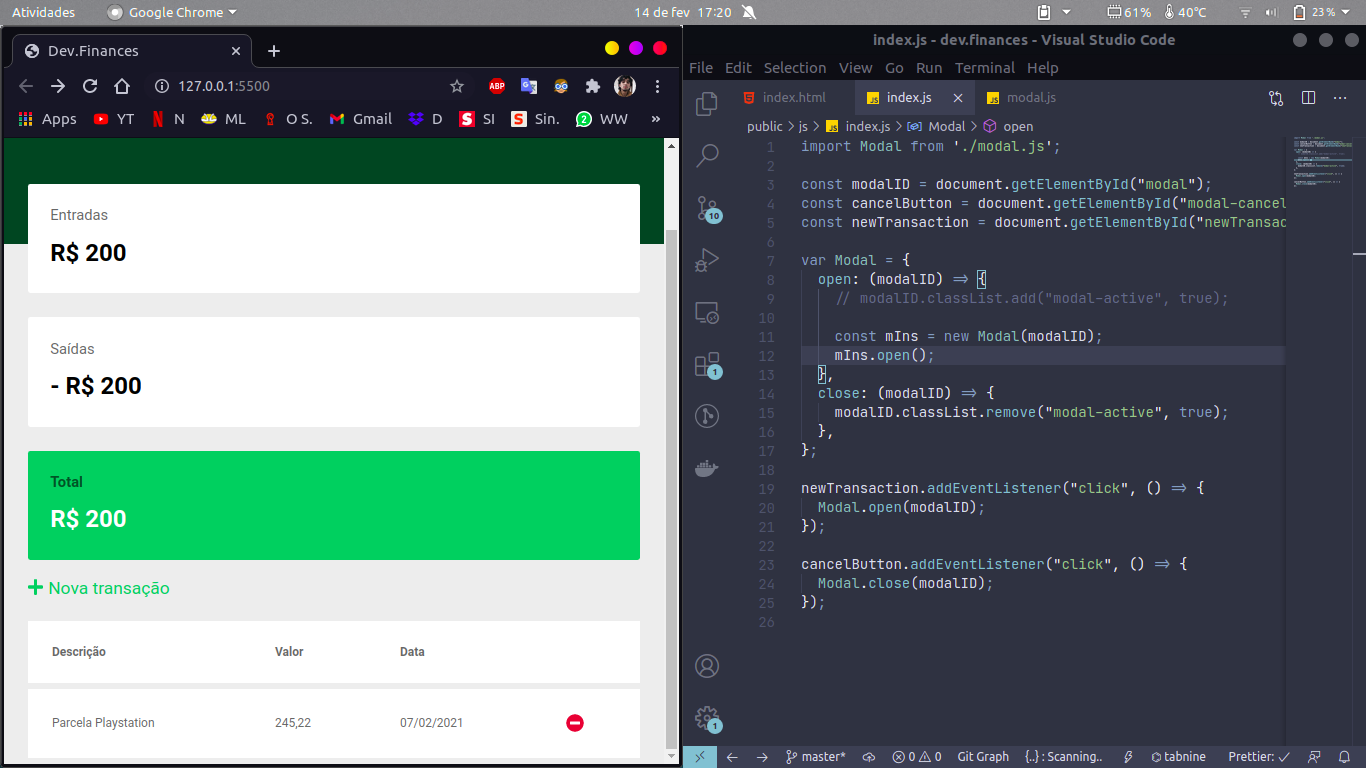 Atividades
Google Chrome
14 de fev 17:20
61%
40℃
23%
Dev.Finances
127.0.0.1:5500
ABP
Apps
YT
N
ML
O S.
Gmail
D
SI
Sin.
WW
»
Entradas
R$ 200
Saídas
- R$ 200
Total
R$ 200
+ Nova transação
Descrição Valor Data
Parcela Playstation 245,22 07/02/2021
index.js - dev.finances - Visual Studio Code
File Edit Selection View Go Run Terminal Help
index.html
JS index.js
JS modal.js
public > js > JS index.js > Modal > open
1 import Modal from './modal.js';
2
3 const modalID = document.getElementById("modal");
4 const cancelButton = document.getElementById("modal-cancel
5 const newTransaction = document.getElementById("newTransac
6
7 var Modal = {
8 open: (modalID) => {
9 // modalID.classList.add("modal-active", true);
10
11 const mIns = new Modal(modalID);
12 mIns.open();
13 },
14 close: (modalID) => {
15 modalID.classList.remove("modal-active", true);
16 },
17 };
18
19 newTransaction.addEventListener("click", () => {
20 Modal.open(modalID);
21 });
22
23 cancelButton.addEventListener("click", () => {
24 Modal.close(modalID);
25 });
26
10
1
1
master*
0
0
Git Graph
{..} : Scanning..
tabnine
Prettier: ✓